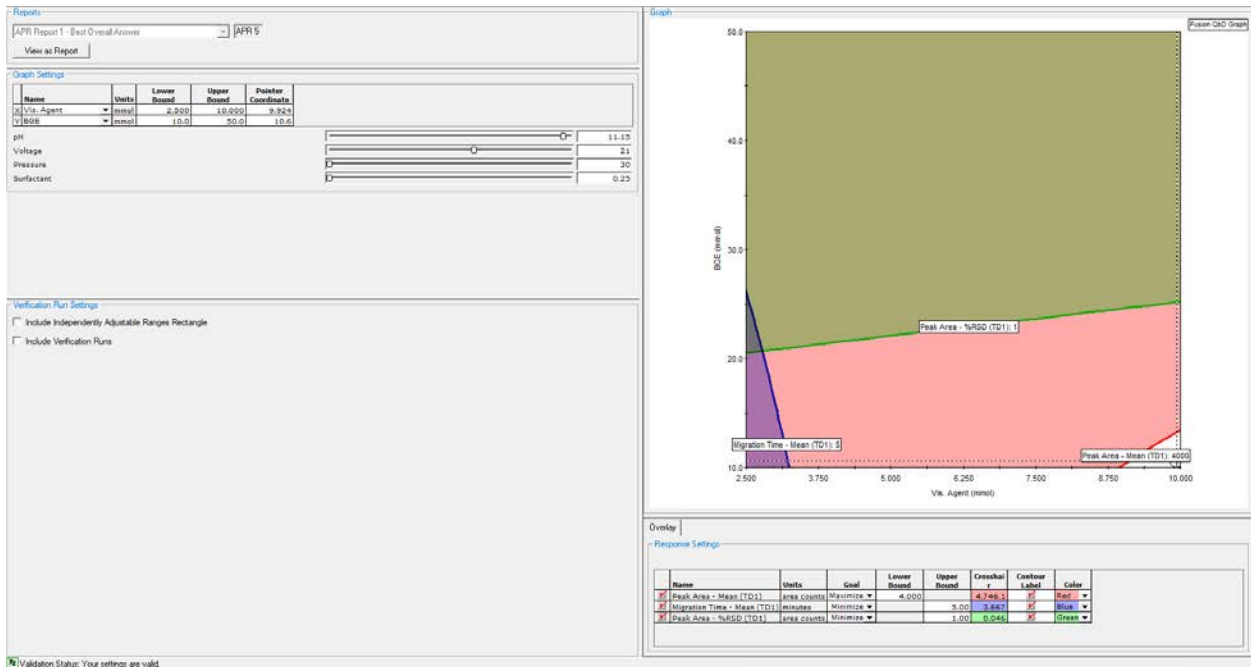 Reports
APR Report 1 - Best Overall Answer APR 5
View as Report
Graph Settings
Name Units Lower Bound Upper Bound Pointer Coordinate
X Vis. Agent mmol 2.500 10.000 9.924
Y BGE mmol 10.0 50.0 10.6
pH 11.15
Voltage 21
Pressure 30
Surfactant 0.25
Verification Run Settings
Include Independently Adjustable Ranges Rectangle
Include Verification Runs
Graph
Fusion QbD Graph
50.0
40.0
30.0
20.0
10.0
BGE (mmol)
Peak Area - %RSD (TD1): 1
Migration Time - Mean (TD1): 5
Peak Area - Mean (TD1): 4000
2.500 3.750 5.000 6.250 7.500 8.750 10.000
Vis. Agent (mmol)
Overlay
Response Settings
Name Units Goal Lower Bound Upper Bound Crosshair Contour Label Color
Peak Area - Mean (TD1) area counts Maximize 4.000 4.746.1 Red
Migration Time - Mean (TD1) minutes Minimize 5.00 3.667 Blue
Peak Area - %RSD (TD1) area counts Minimize 1.00 0.046 Green
Validation Status: Your settings are valid.